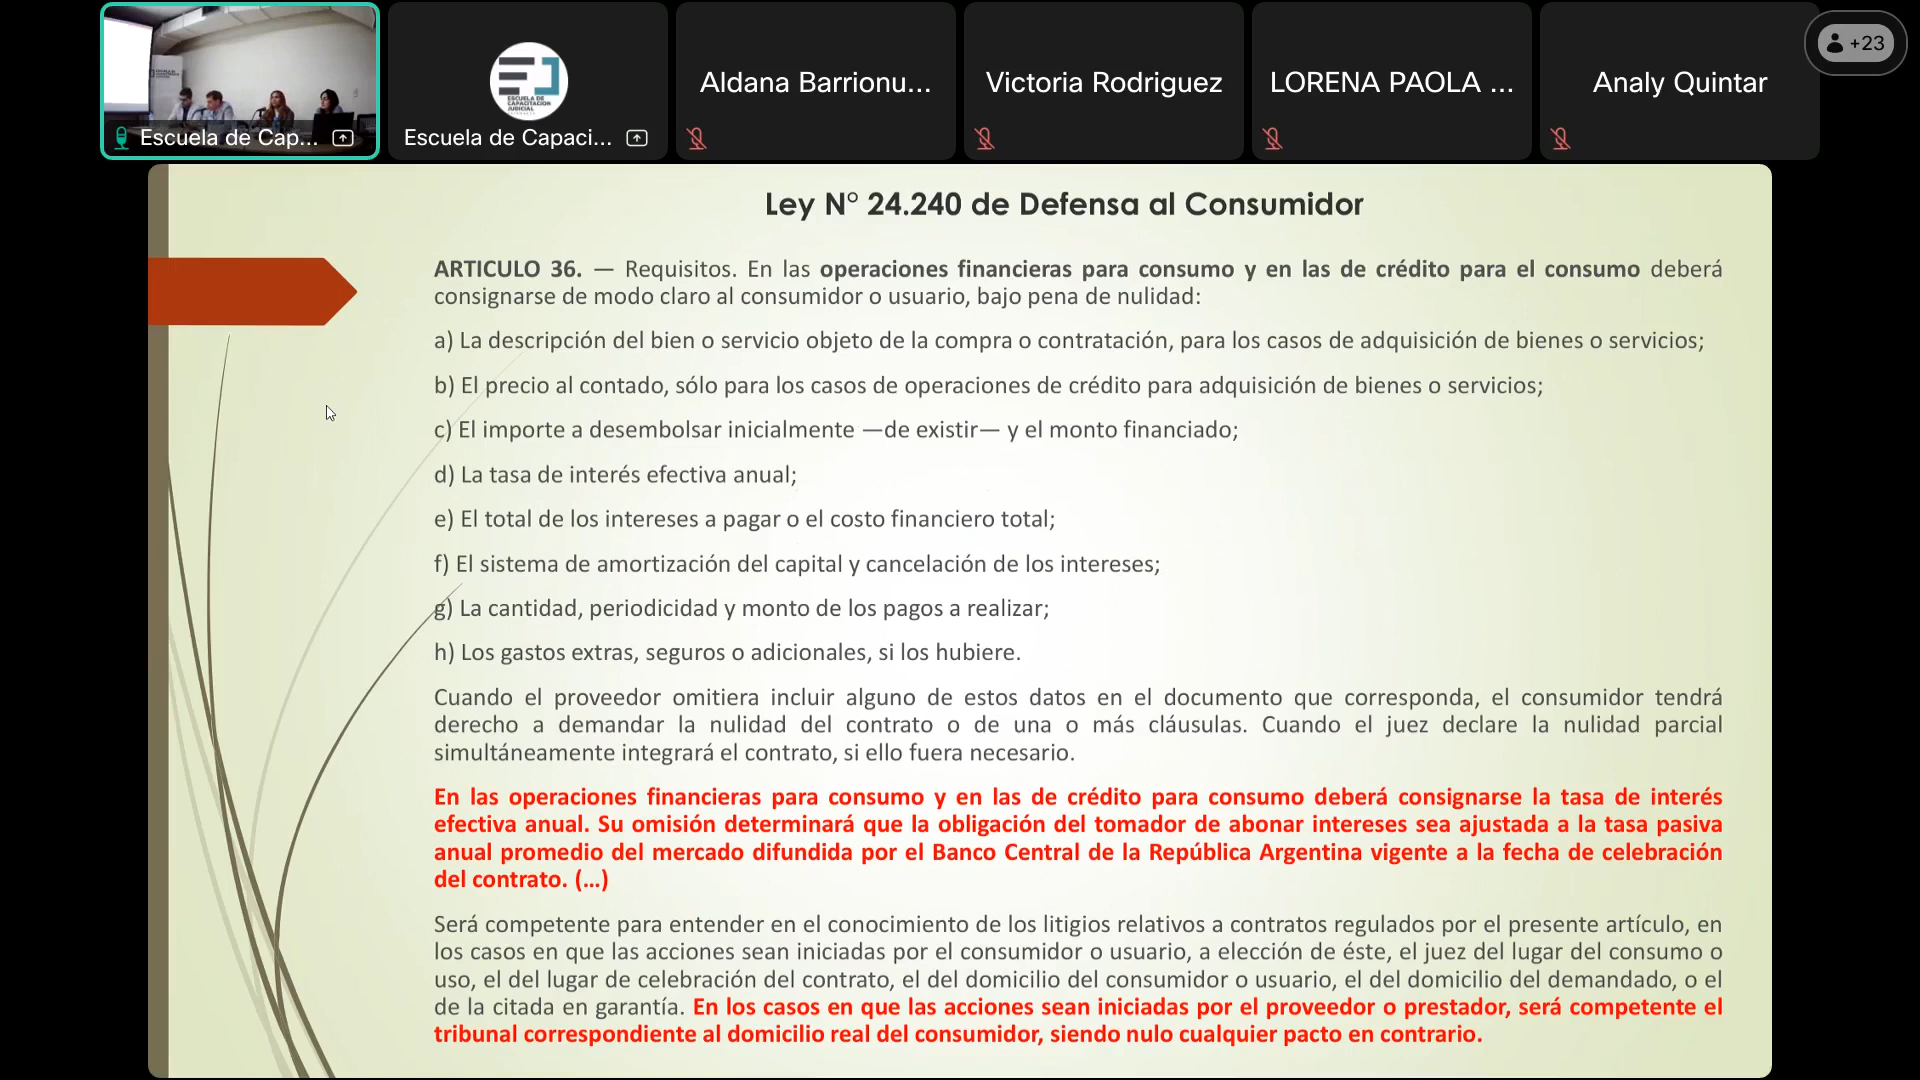 ESCUELA DE
CAPACITACIÓN
JUDICIAL
Aldana Barrionu...
Victoria Rodriguez
LORENA PAOLA ...
Analy Quintar
+23
Escuela de Cap...
Escuela de Capaci...
Ley N° 24.240 de Defensa al Consumidor
ARTICULO 36. — Requisitos. En las operaciones financieras para consumo y en las de crédito para el consumo deberá
consignarse de modo claro al consumidor o usuario, bajo pena de nulidad:
a) La descripción del bien o servicio objeto de la compra o contratación, para los casos de adquisición de bienes o servicios;
b) El precio al contado, sólo para los casos de operaciones de crédito para adquisición de bienes o servicios;
c) El importe a desembolsar inicialmente —de existir— y el monto financiado;
d) La tasa de interés efectiva anual;
e) El total de los intereses a pagar o el costo financiero total;
f) El sistema de amortización del capital y cancelación de los intereses;
g) La cantidad, periodicidad y monto de los pagos a realizar;
h) Los gastos extras, seguros o adicionales, si los hubiere.
Cuando el proveedor omitiera incluir alguno de estos datos en el documento que corresponda, el consumidor tendrá
derecho a demandar la nulidad del contrato o de una o más cláusulas. Cuando el juez declare la nulidad parcial
simultáneamente integrará el contrato, si ello fuera necesario.
En las operaciones financieras para consumo y en las de crédito para consumo deberá consignarse la tasa de interés
efectiva anual. Su omisión determinará que la obligación del tomador de abonar intereses sea ajustada a la tasa pasiva
anual promedio del mercado difundida por el Banco Central de la República Argentina vigente a la fecha de celebración
del contrato. (...)
Será competente para entender en el conocimiento de los litigios relativos a contratos regulados por el presente artículo, en
los casos en que las acciones sean iniciadas por el consumidor o usuario, a elección de éste, el juez del lugar del consumo o
uso, el del lugar de celebración del contrato, el del domicilio del consumidor o usuario, el del domicilio del demandado, o el
de la citada en garantía. En los casos en que las acciones sean iniciadas por el proveedor o prestador, será competente el
tribunal correspondiente al domicilio real del consumidor, siendo nulo cualquier pacto en contrario.